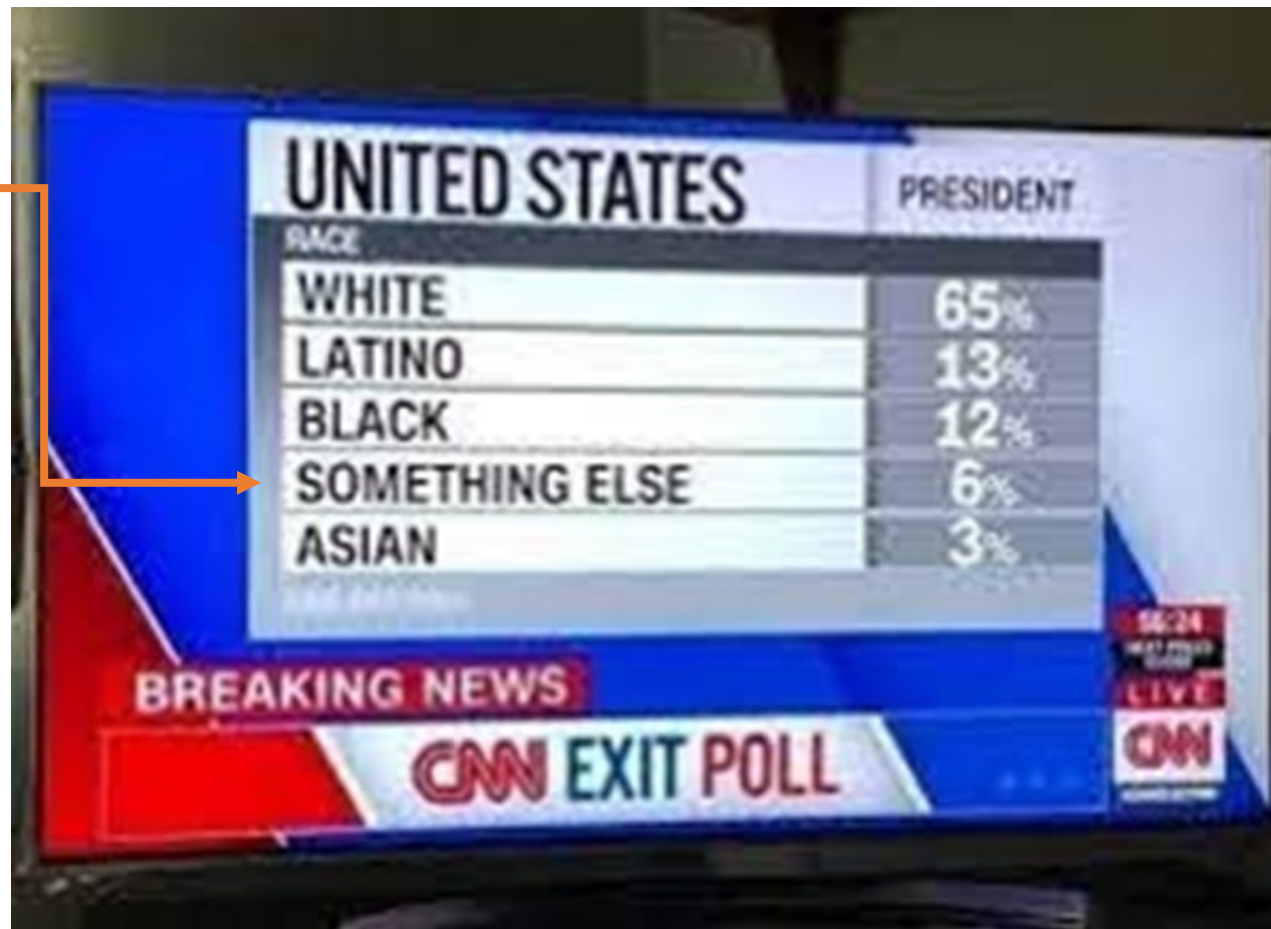 UNITED STATES PRESIDENT
RACE
WHITE 65%
LATINO 13%
BLACK 12%
SOMETHING ELSE 6%
ASIAN 3%
BREAKING NEWS
LIVE
CNN
CNN EXIT POLL